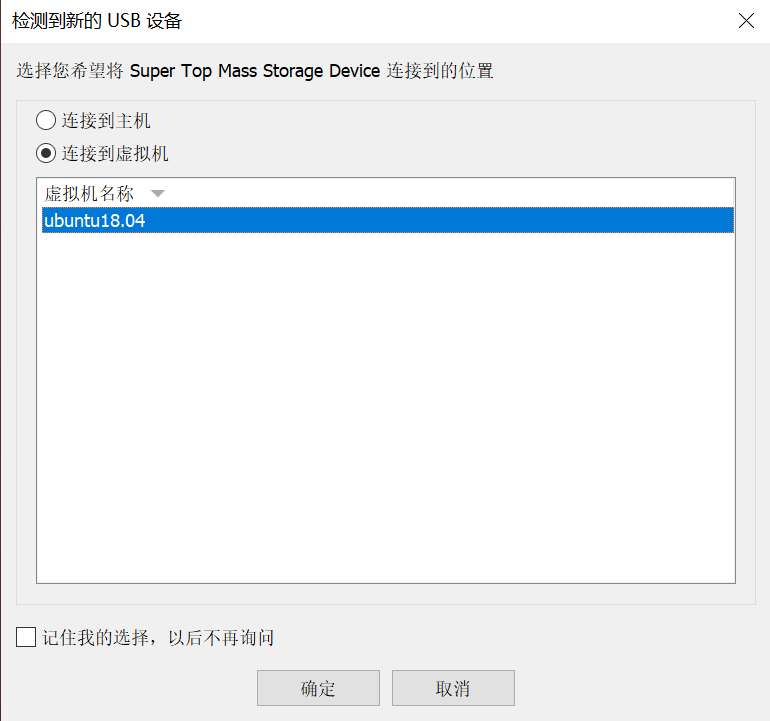 检测到新的 USB 设备
选择您希望将 Super Top Mass Storage Device 连接到的位置
连接到主机
连接到虚拟机
虚拟机名称
ubuntu18.04
记住我的选择，以后不再询问
确定
取消